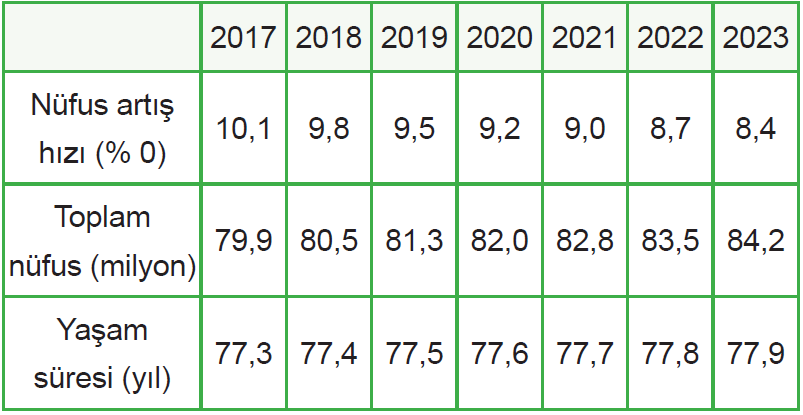 2017 2018 2019 2020 2021 2022 2023
Nüfus artış
hızı (% 0) 10,1 9,8 9,5 9,2 9,0 8,7 8,4
Toplam
nüfus (milyon) 79,9 80,5 81,3 82,0 82,8 83,5 84,2
Yaşam
süresi (yıl) 77,3 77,4 77,5 77,6 77,7 77,8 77,9